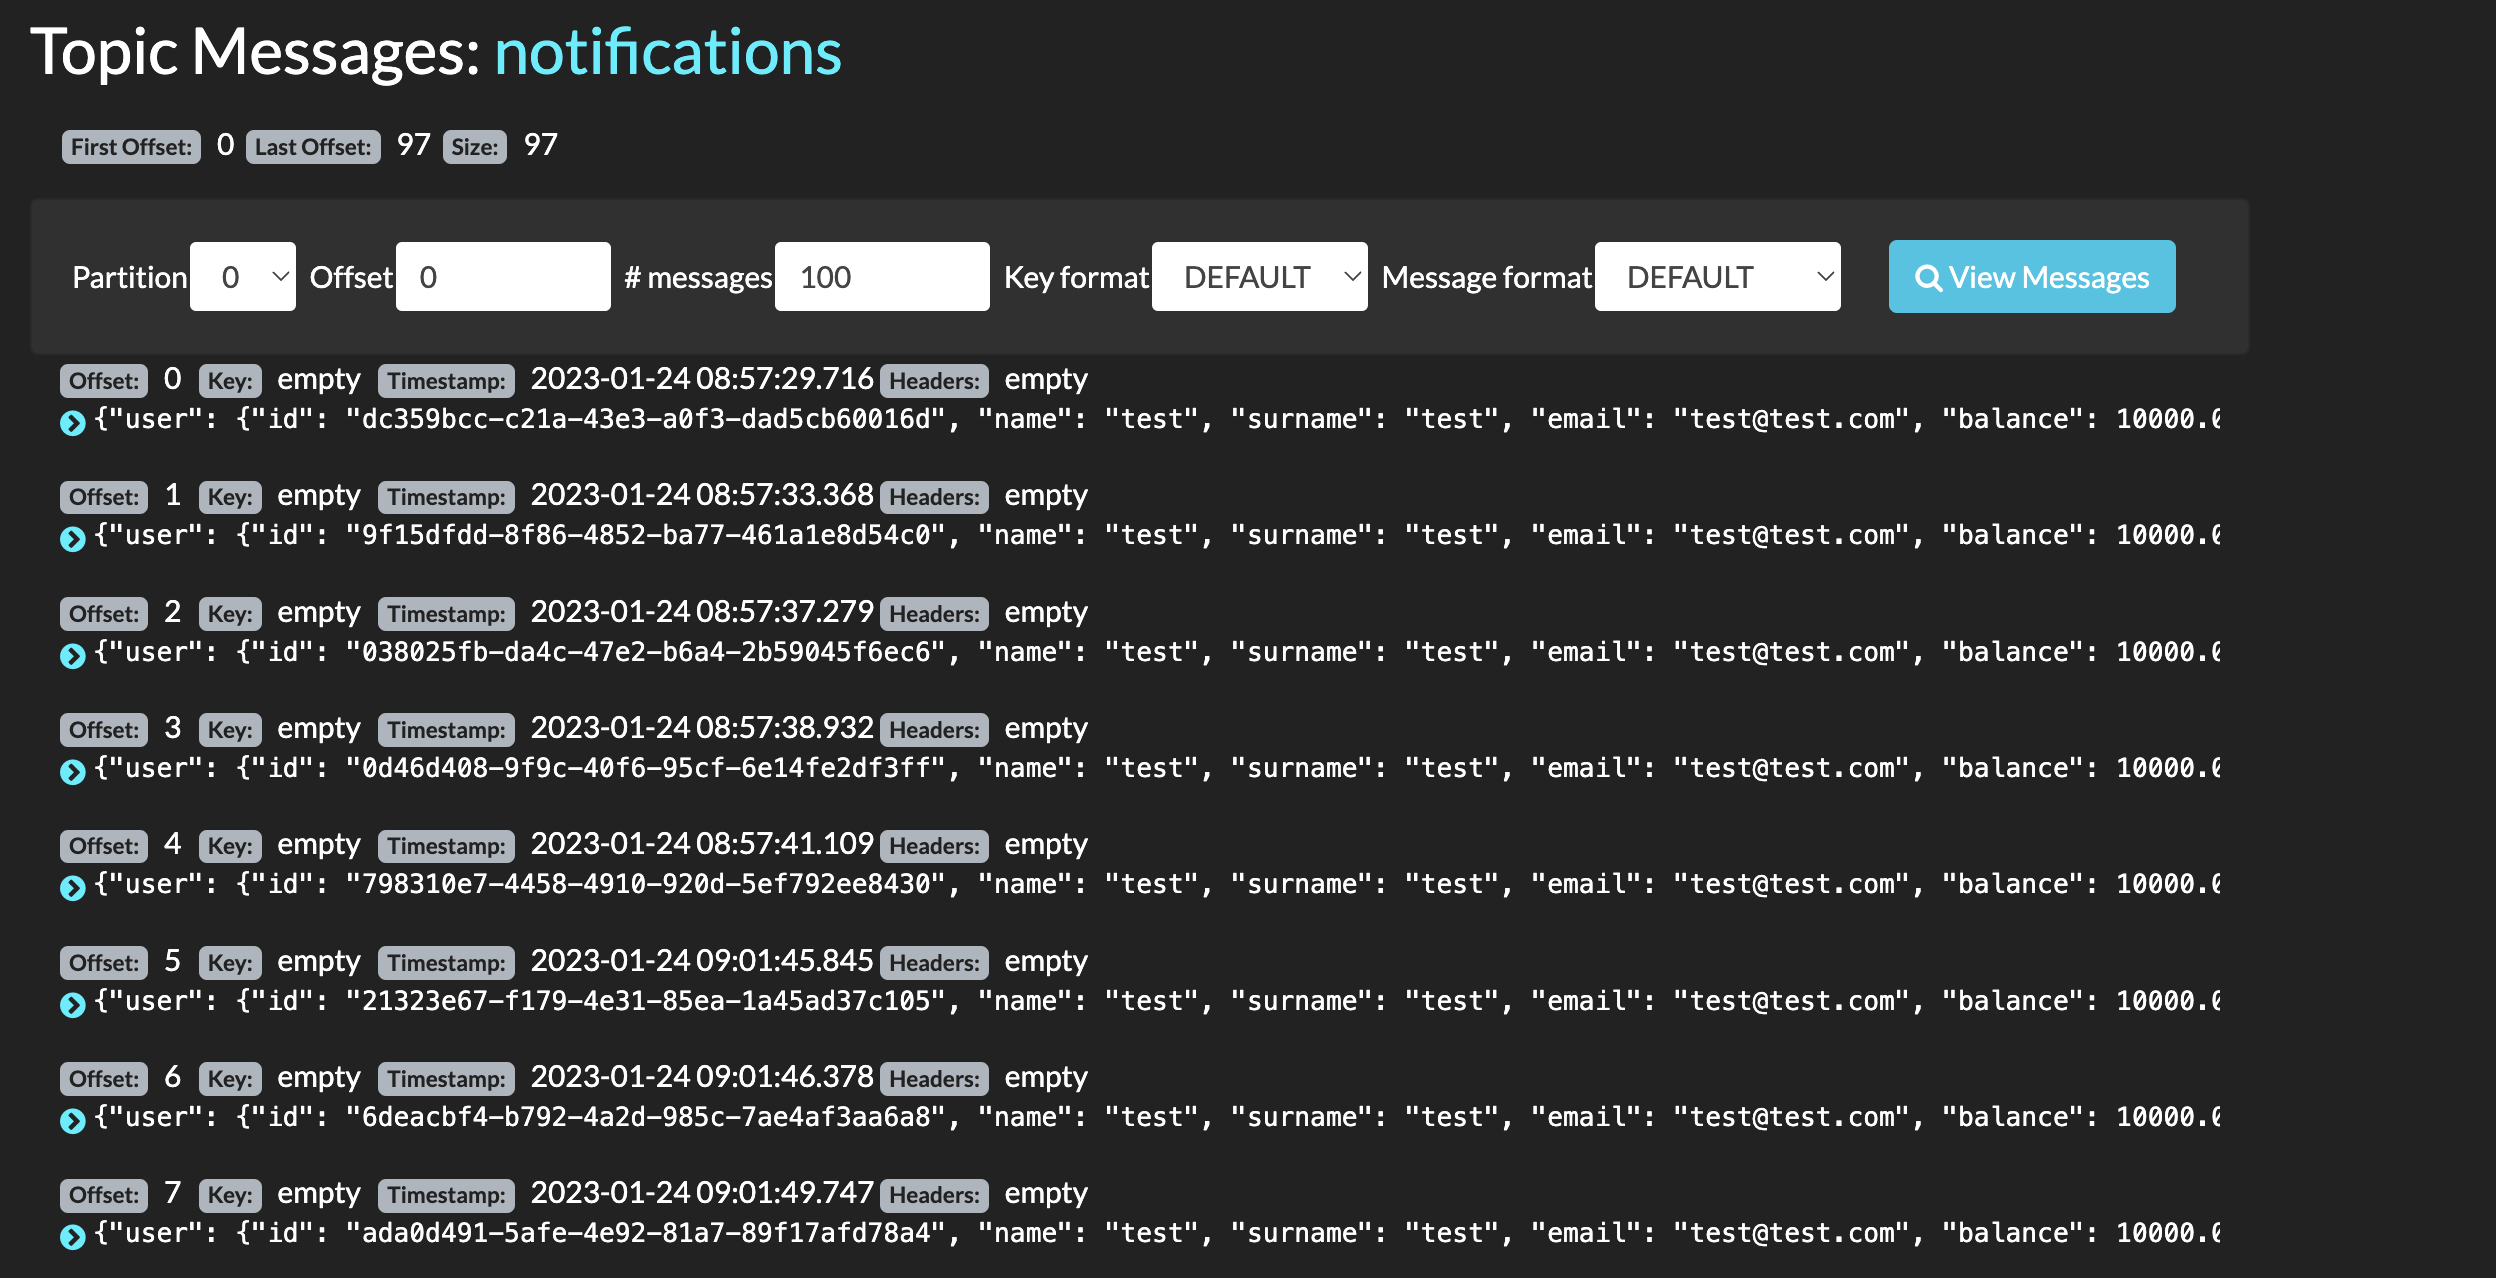 Topic Messages: notifications
First Offset: 0 Last Offset: 97 Size: 97
Partition 0 Offset 0 # messages 100 Key format DEFAULT Message format DEFAULT View Messages
Offset: 0 Key: empty Timestamp: 2023-01-24 08:57:29.716 Headers: empty
{"user": {"id": "dc359bcc-c21a-43e3-a0f3-dad5cb60016d", "name": "test", "surname": "test", "email": "test@test.com", "balance": 10000.0
Offset: 1 Key: empty Timestamp: 2023-01-24 08:57:33.368 Headers: empty
{"user": {"id": "9f15dfdd-8f86-4852-ba77-461a1e8d54c0", "name": "test", "surname": "test", "email": "test@test.com", "balance": 10000.0
Offset: 2 Key: empty Timestamp: 2023-01-24 08:57:37.279 Headers: empty
{"user": {"id": "038025fb-da4c-47e2-b6a4-2b59045f6ec6", "name": "test", "surname": "test", "email": "test@test.com", "balance": 10000.0
Offset: 3 Key: empty Timestamp: 2023-01-24 08:57:38.932 Headers: empty
{"user": {"id": "0d46d408-9f9c-40f6-95cf-6e14fe2df3ff", "name": "test", "surname": "test", "email": "test@test.com", "balance": 10000.0
Offset: 4 Key: empty Timestamp: 2023-01-24 08:57:41.109 Headers: empty
{"user": {"id": "798310e7-4458-4910-920d-5ef792ee8430", "name": "test", "surname": "test", "email": "test@test.com", "balance": 10000.0
Offset: 5 Key: empty Timestamp: 2023-01-24 09:01:45.845 Headers: empty
{"user": {"id": "21323e67-f179-4e31-85ea-1a45ad37c105", "name": "test", "surname": "test", "email": "test@test.com", "balance": 10000.0
Offset: 6 Key: empty Timestamp: 2023-01-24 09:01:46.378 Headers: empty
{"user": {"id": "6deacbf4-b792-4a2d-985c-7ae4af3aa6a8", "name": "test", "surname": "test", "email": "test@test.com", "balance": 10000.0
Offset: 7 Key: empty Timestamp: 2023-01-24 09:01:49.747 Headers: empty
{"user": {"id": "ada0d491-5afe-4e92-81a7-89f17afd78a4", "name": "test", "surname": "test", "email": "test@test.com", "balance": 10000.0